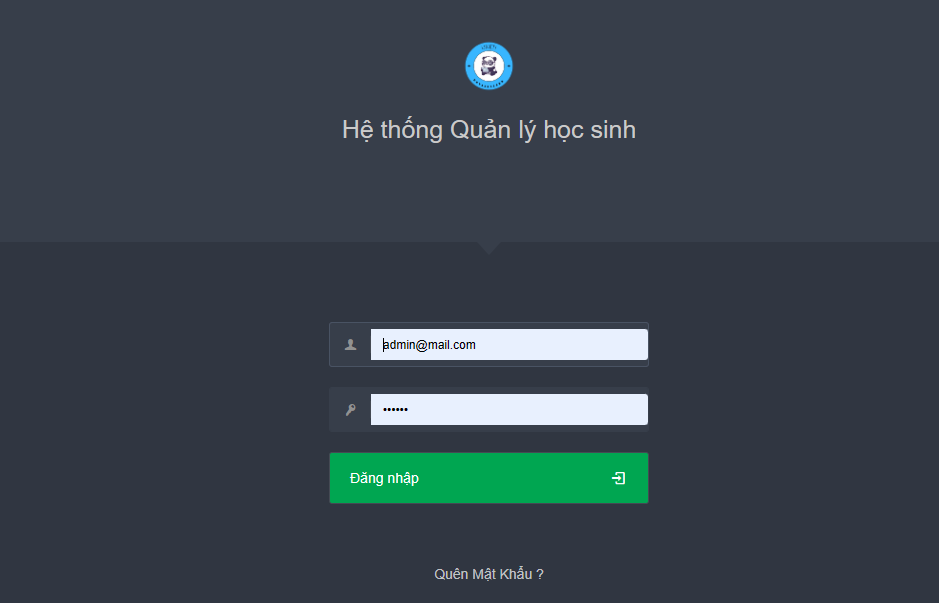 Hệ thống Quản lý học sinh
admin@mail.com
••••••
Đăng nhập
Quên Mật Khẩu ?